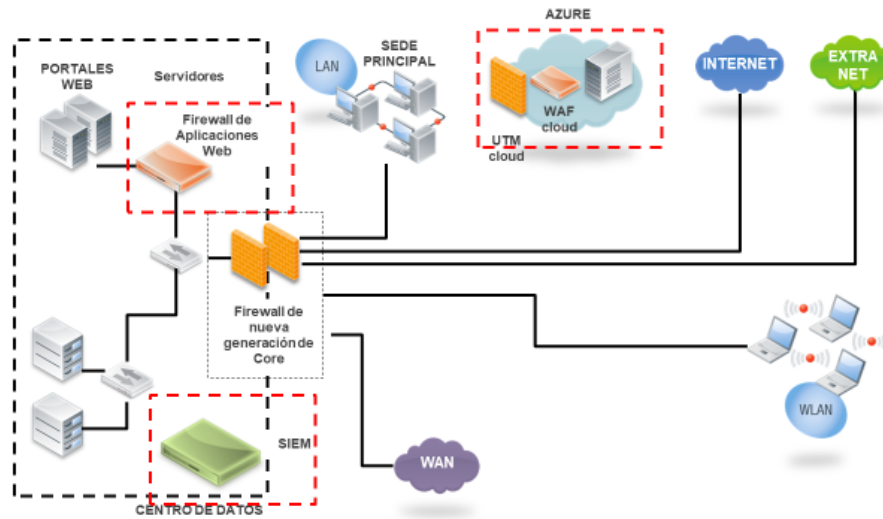 AZURE
SEDE
PRINCIPAL
LAN
PORTALES
WEB
Servidores
Firewall de
Aplicaciones
Web
WAF
cloud
UTM
cloud
INTERNET
EXTRA
NET
Firewall de
nueva
generación de
Core
SIEM
WAN
WLAN
CENTRO DE DATOS